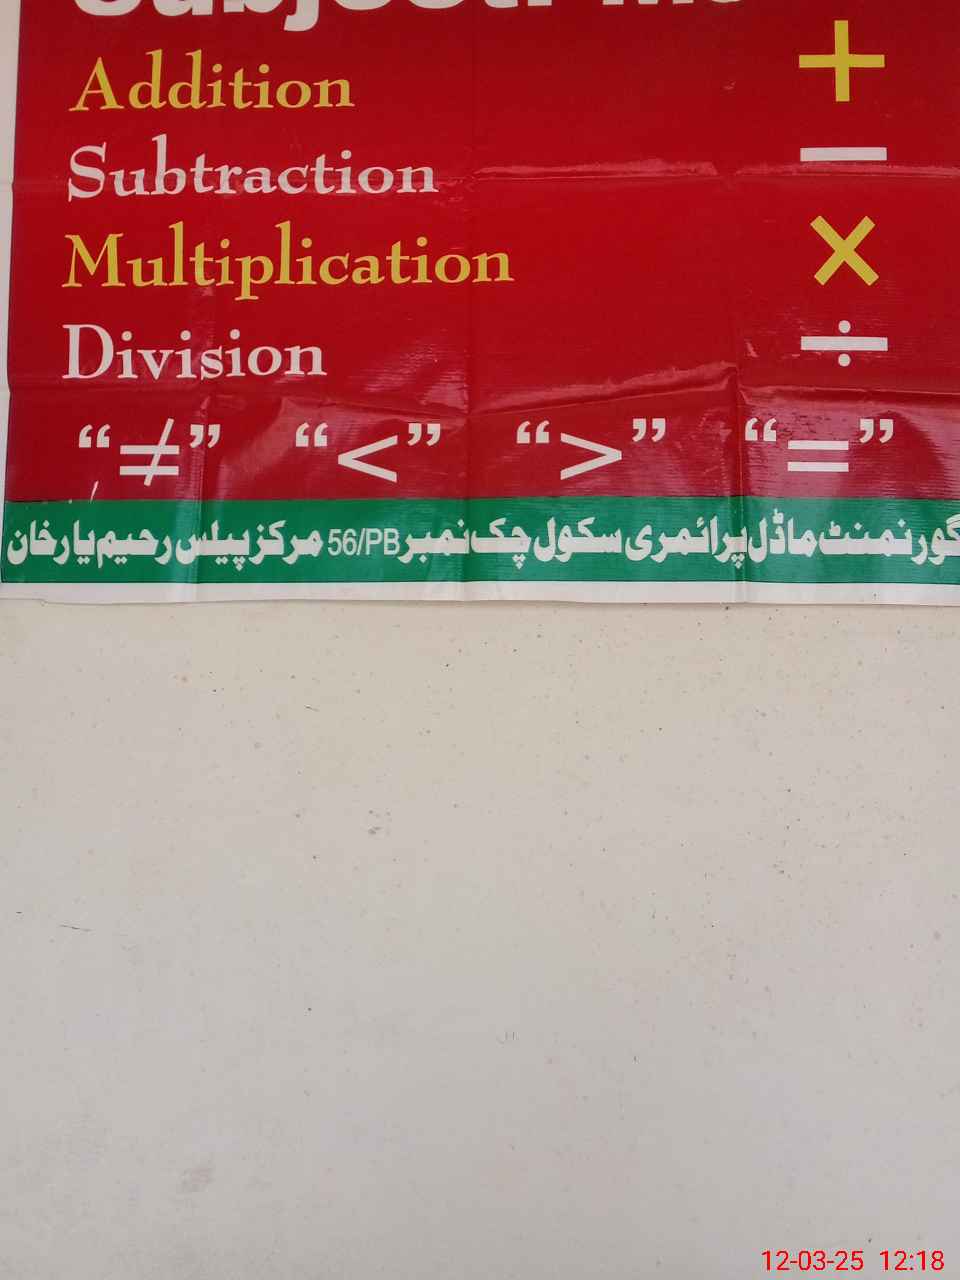 Addition +
Subtraction −
Multiplication ×
Division ÷
“≠” “<” “>” “=”
گورنمنٹ ماڈل پرائمری سکول چک نمبر 56/PB مرکز پیلس رحیم یار خان
12-03-25 12:18